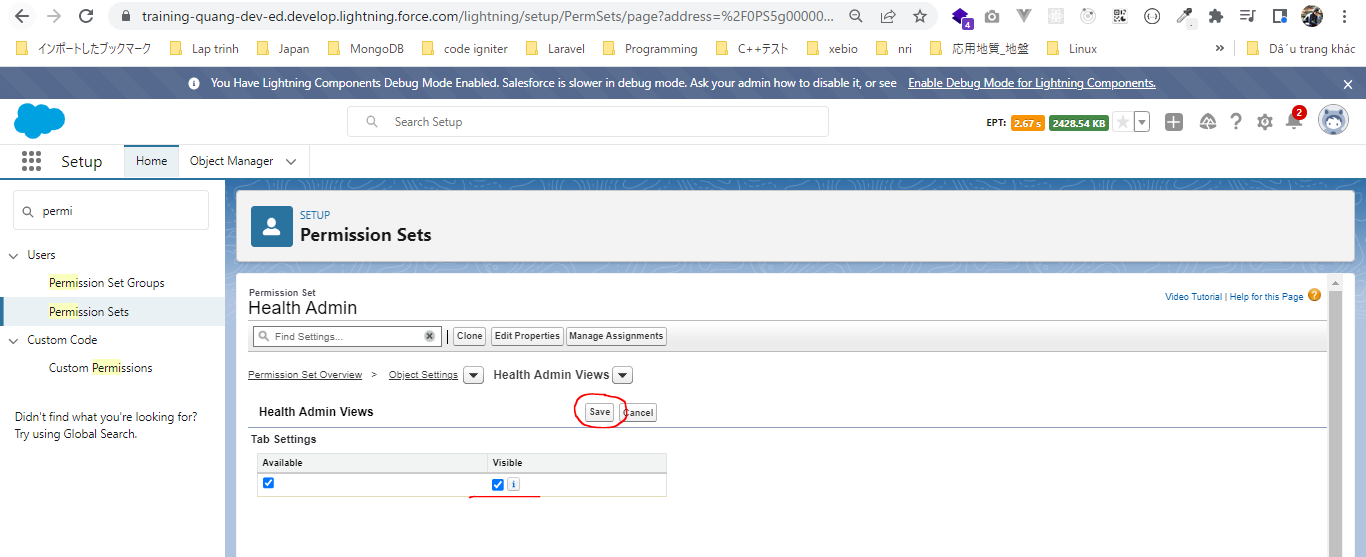 training-quang-dev-ed.develop.lightning.force.com/lightning/setup/PermSets/page?address=%2F0PS5g00000...
4
インポートしたブックマーク Lap trinh Japan MongoDB code igniter Laravel Programming C++テスト xebio nri 応用地質_地盤 Linux » Dấu trang khác
You Have Lightning Components Debug Mode Enabled. Salesforce is slower in debug mode. Ask your admin how to disable it, or see Enable Debug Mode for Lightning Components.
Search Setup
EPT: 2.67 s 2428.54 KB
2
Setup Home Object Manager
permi
Users
Permission Set Groups
Permission Sets
Custom Code
Custom Permissions
Didn't find what you're looking for?
Try using Global Search.
SETUP
Permission Sets
Permission Set
Health Admin
Video Tutorial | Help for this Page ?
Find Settings... Clone Edit Properties Manage Assignments
Permission Set Overview > Object Settings Health Admin Views
Health Admin Views Save Cancel
Tab Settings
Available Visible
i